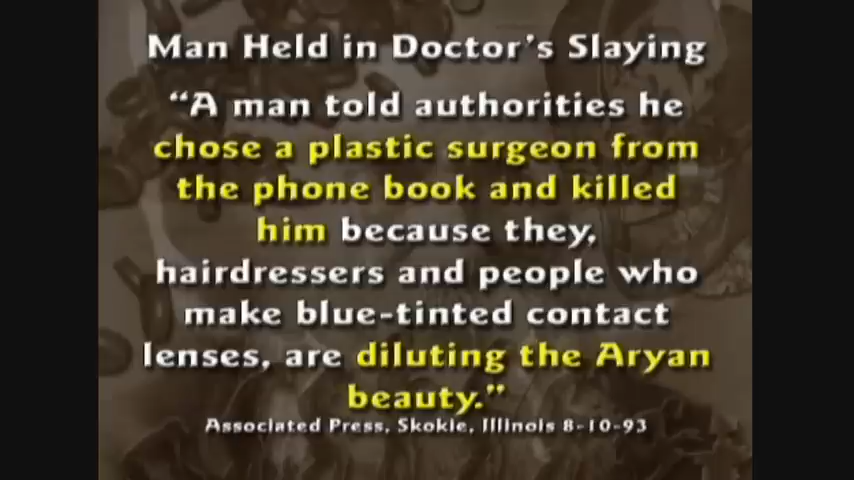 Man Held in Doctor's Slaying
"A man told authorities he
chose a plastic surgeon from
the phone book and killed
him because they,
hairdressers and people who
make blue-tinted contact
lenses, are diluting the Aryan
beauty."
Associated Press, Skokie, Illinois 8-10-93